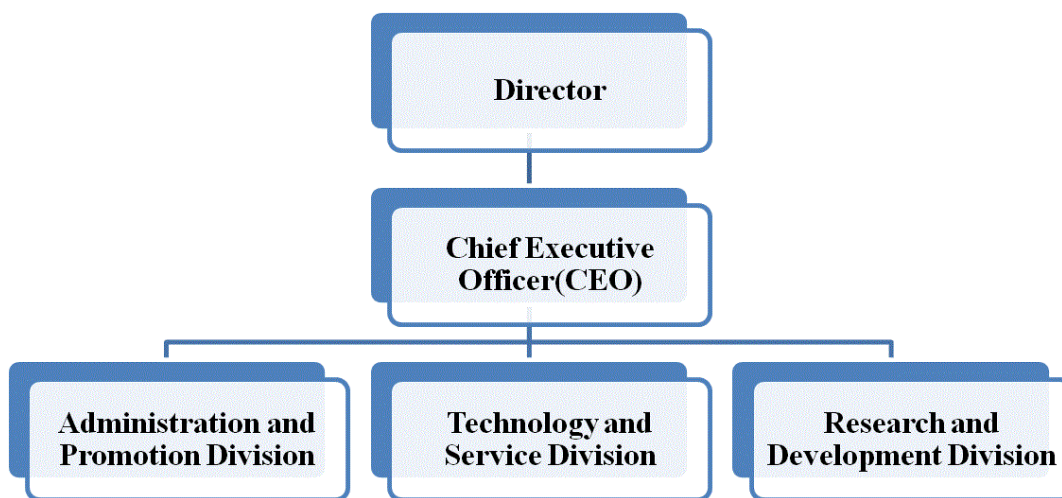 Director
Chief Executive
Officer(CEO)
Administration and
Promotion Division
Technology and
Service Division
Research and
Development Division